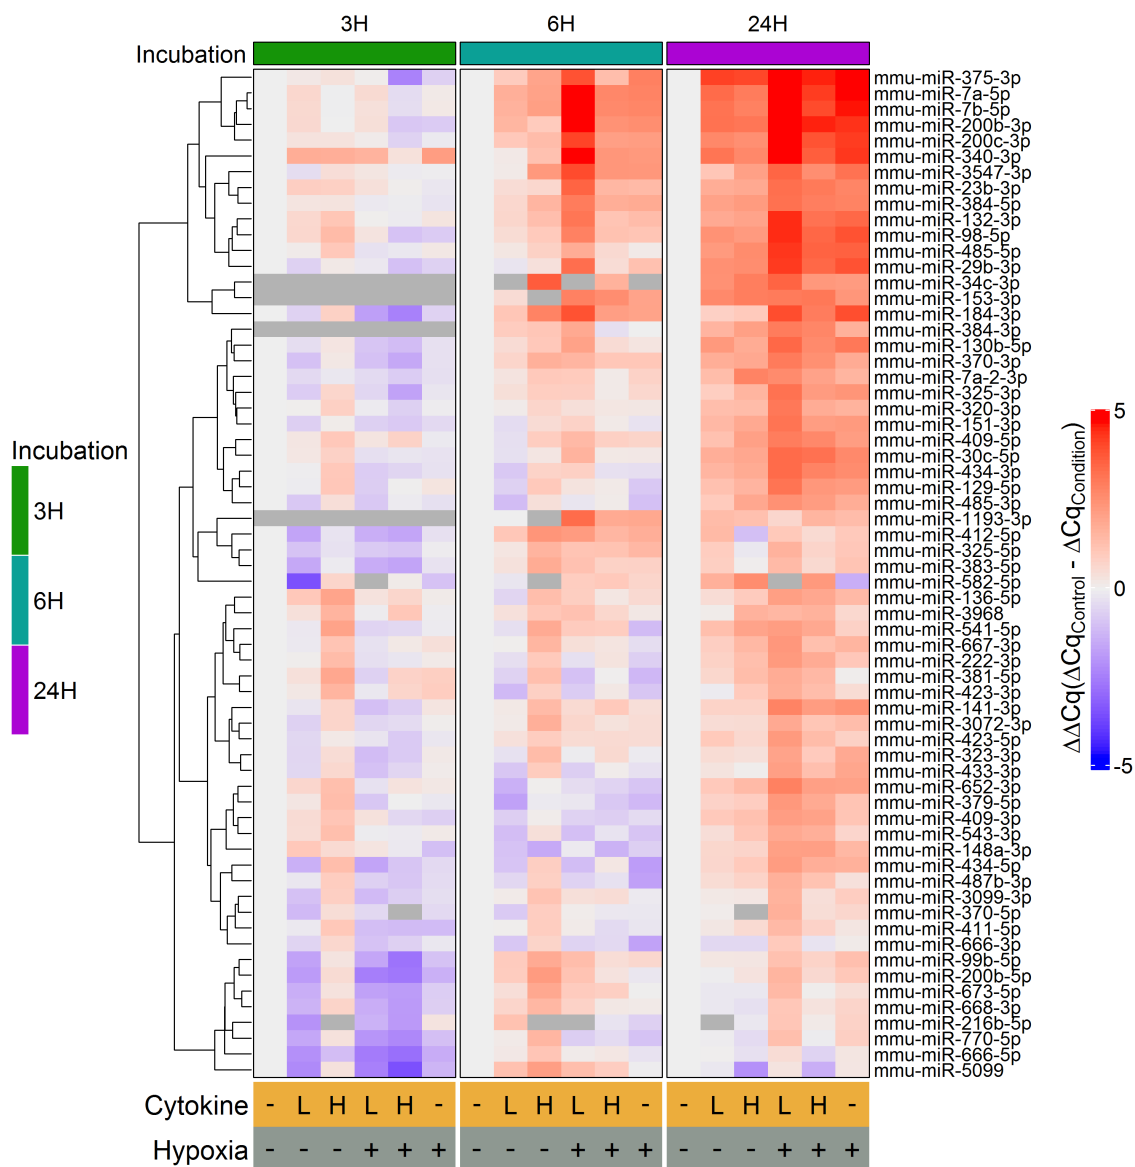 3H 6H 24H
Incubation
mmu-miR-375-3p
mmu-miR-7a-5p
mmu-miR-7b-5p
mmu-miR-200b-3p
mmu-miR-200c-3p
mmu-miR-340-3p
mmu-miR-3547-3p
mmu-miR-23b-3p
mmu-miR-384-5p
mmu-miR-132-3p
mmu-miR-98-5p
mmu-miR-485-5p
mmu-miR-29b-3p
mmu-miR-34c-3p
mmu-miR-153-3p
mmu-miR-184-3p
mmu-miR-384-3p
mmu-miR-130b-5p
mmu-miR-370-3p
mmu-miR-7a-2-3p
mmu-miR-325-3p
mmu-miR-320-3p
mmu-miR-151-3p
mmu-miR-409-5p
mmu-miR-30c-5p
mmu-miR-434-3p
mmu-miR-129-5p
mmu-miR-485-3p
mmu-miR-1193-3p
mmu-miR-412-5p
mmu-miR-325-5p
mmu-miR-383-5p
mmu-miR-582-5p
mmu-miR-136-5p
mmu-miR-3968
mmu-miR-541-5p
mmu-miR-667-3p
mmu-miR-222-3p
mmu-miR-381-5p
mmu-miR-423-3p
mmu-miR-141-3p
mmu-miR-3072-3p
mmu-miR-423-5p
mmu-miR-323-3p
mmu-miR-433-3p
mmu-miR-652-3p
mmu-miR-379-5p
mmu-miR-409-3p
mmu-miR-543-3p
mmu-miR-148a-3p
mmu-miR-434-5p
mmu-miR-487b-3p
mmu-miR-3099-3p
mmu-miR-370-5p
mmu-miR-411-5p
mmu-miR-666-3p
mmu-miR-99b-5p
mmu-miR-200b-5p
mmu-miR-673-5p
mmu-miR-668-3p
mmu-miR-216b-5p
mmu-miR-770-5p
mmu-miR-666-5p
mmu-miR-5099
Incubation
3H
6H
24H
5
0
-5
ΔΔCq(ΔCqControl - ΔCqCondition)
Cytokine - L H L H - - L H L H - - L H L H -
Hypoxia - - - + + + - - - + + + - - - + + +